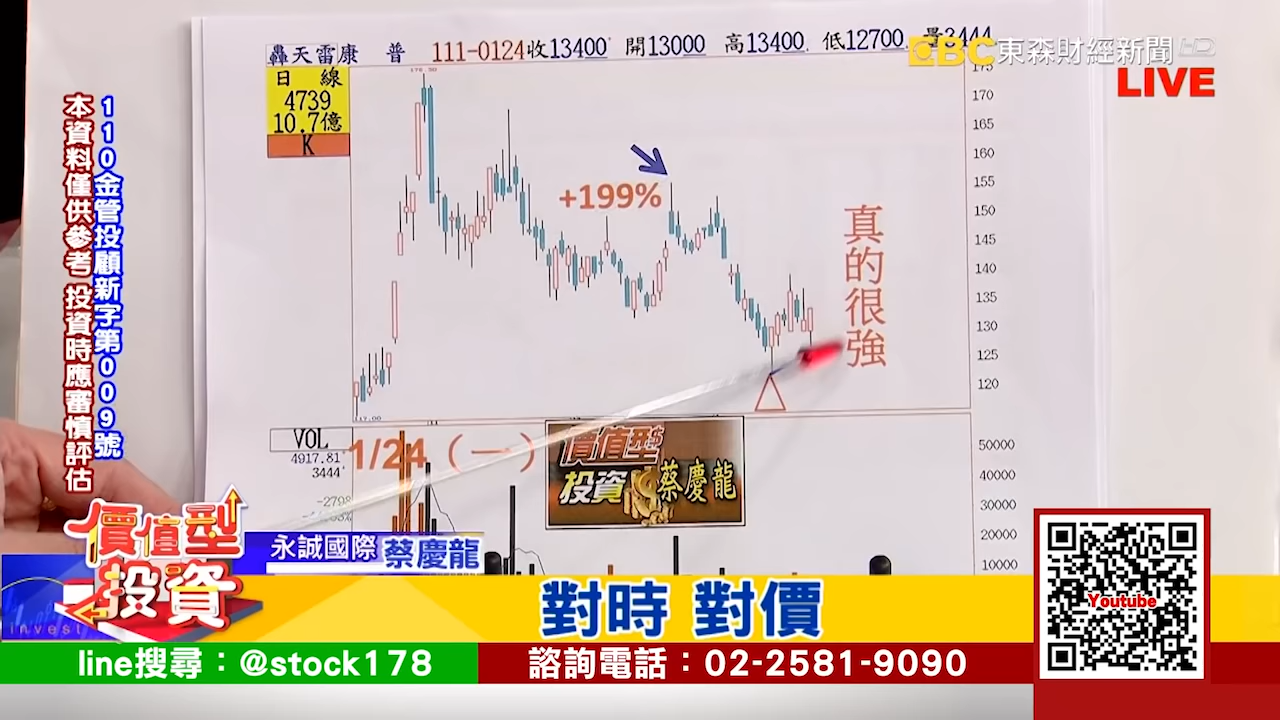 轟天雷康 普 111-0124收13400 開13000 高13400 低12700 量3444
EBC東森財經新聞HD
LIVE
日線
4739
10.7億
K
110金管投顧新字第009號
本資料僅供參考 投資時應審慎評估
175
170
165
160
155
150
145
140
135
130
125
120
+199%
真的很強
VOL
4917.81
3444
1/24（一）
50000
40000
30000
20000
10000
價值型
投資
蔡慶龍
價值型
投資
invest
永誠國際 蔡慶龍
對時 對價
Youtube
line搜尋：@stock178
諮詢電話：02-2581-9090